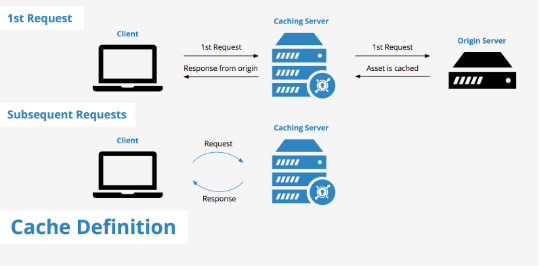 1st Request
Client
Caching Server
Origin Server
1st Request
Response from origin
1st Request
Asset is cached
Subsequent Requests
Client
Caching Server
Request
Response
Cache Definition